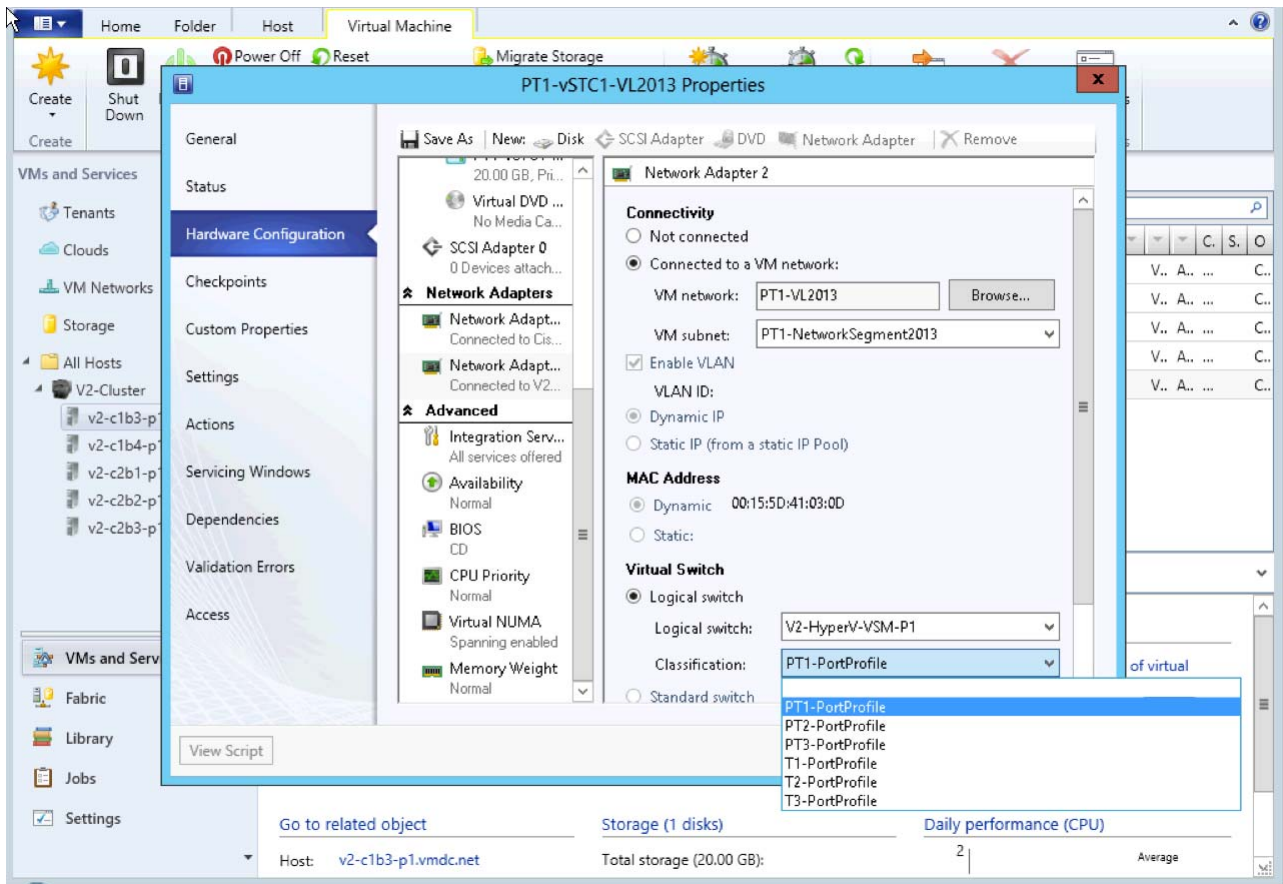 Home Folder Host Virtual Machine
Power Off Reset Migrate Storage
Create Shut Down
Create
PT1-vSTC1-VL2013 Properties
x
VMs and Services
Tenants
Clouds
VM Networks
Storage
All Hosts
V2-Cluster
v2-c1b3-p1
v2-c1b4-p1
v2-c2b1-p1
v2-c2b2-p1
v2-c2b3-p1
VMs and Serv
Fabric
Library
Jobs
Settings
General
Status
Hardware Configuration
Checkpoints
Custom Properties
Settings
Actions
Servicing Windows
Dependencies
Validation Errors
Access
View Script
Save As New: Disk SCSI Adapter DVD Network Adapter Remove
20.00 GB, Pri...
Virtual DVD ...
No Media Ca...
SCSI Adapter 0
0 Devices attach...
Network Adapters
Network Adapt...
Connected to Cis...
Network Adapt...
Connected to V2...
Advanced
Integration Serv...
All services offered
Availability
Normal
BIOS
CD
CPU Priority
Normal
Virtual NUMA
Spanning enabled
Memory Weight
Normal
Network Adapter 2
Connectivity
Not connected
Connected to a VM network:
VM network: PT1-VL2013 Browse...
VM subnet: PT1-NetworkSegment2013
Enable VLAN
VLAN ID:
Dynamic IP
Static IP (from a static IP Pool)
MAC Address
Dynamic 00:15:5D:41:03:0D
Static:
Virtual Switch
Logical switch
Logical switch: V2-HyperV-VSM-P1
Classification: PT1-PortProfile
Standard switch
PT1-PortProfile
PT2-PortProfile
PT3-PortProfile
T1-PortProfile
T2-PortProfile
T3-PortProfile
C. S. O
V.. A.. ... C..
V.. A.. ... C..
V.. A.. ... C..
V.. A.. ... C..
V.. A.. ... C..
of virtual
Go to related object Storage (1 disks) Daily performance (CPU)
Host: v2-c1b3-p1.vmdc.net Total storage (20.00 GB): 2 Average